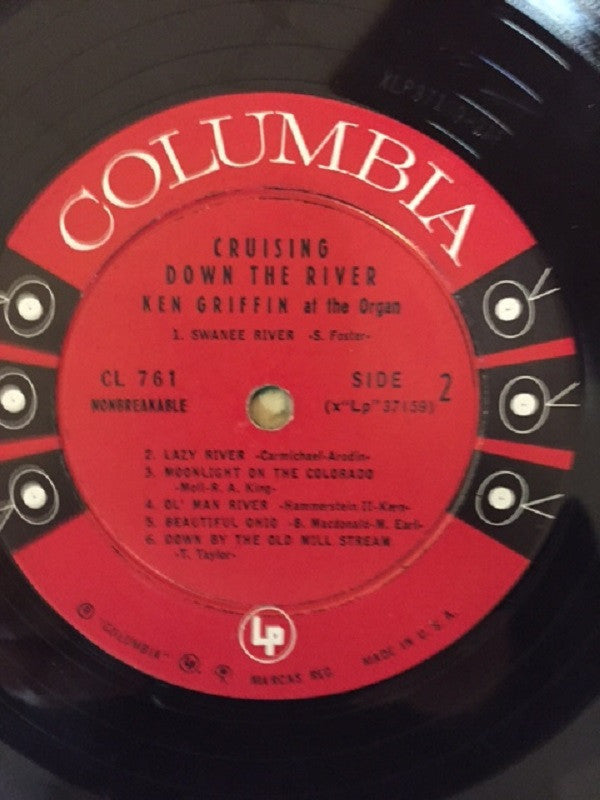 COLUMBIA
CRUISING
DOWN THE RIVER
KEN GRIFFIN at the Organ
1. SWANEE RIVER -S. Foster-
CL 761
NONBREAKABLE
SIDE 2
(x"Lp"37159)
2. LAZY RIVER -Carmichael-Arodin-
3. MOONLIGHT ON THE COLORADO
-Moll-R. A. King-
4. OL' MAN RIVER -Hammerstein II-Kern-
5. BEAUTIFUL OHIO -B. Macdonald-M. Earl-
6. DOWN BY THE OLD MILL STREAM
-T. Taylor-
LP
® "COLUMBIA" MARCAS REG. MADE IN U. S. A.